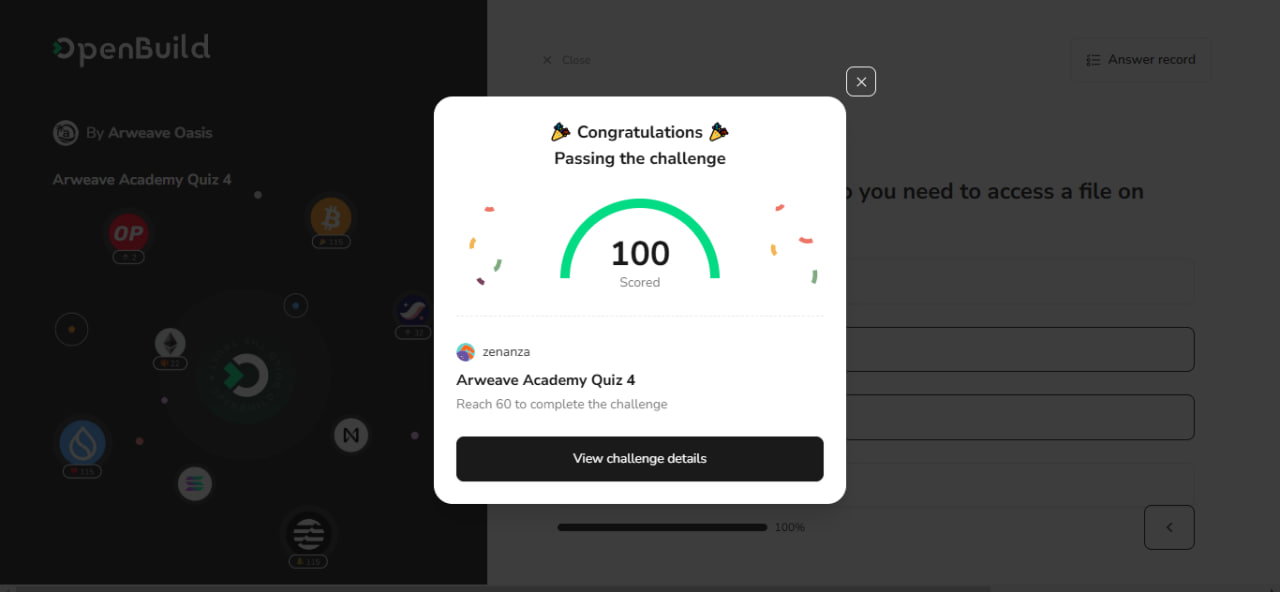 OpenBuild
By Arweave Oasis
Arweave Academy Quiz 4
OP
2
115
22
32
115
115
Close
Answer record
you need to access a file on
100%
Congratulations
Passing the challenge
100
Scored
zenanza
Arweave Academy Quiz 4
Reach 60 to complete the challenge
View challenge details